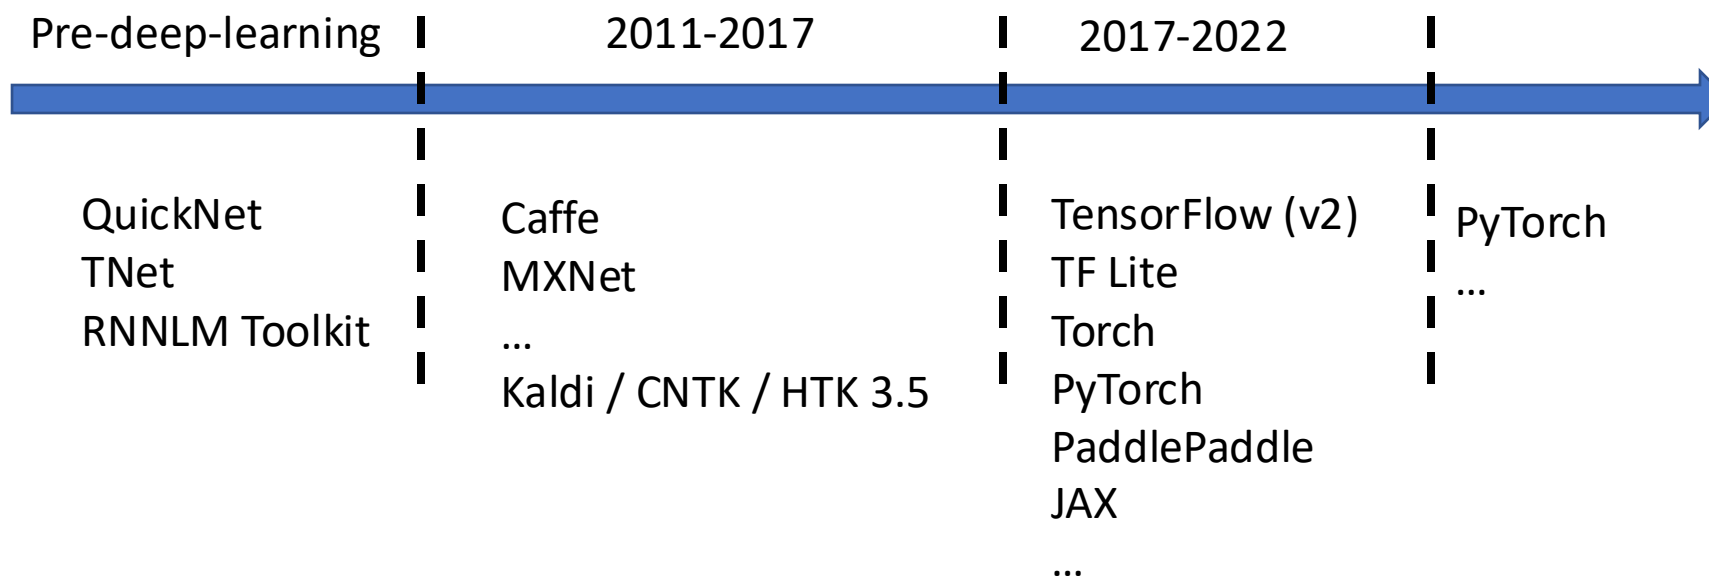 Pre-deep-learning
2011-2017
2017-2022
QuickNet
TNet
RNNLM Toolkit
Caffe
MXNet
...
Kaldi / CNTK / HTK 3.5
TensorFlow (v2)
TF Lite
Torch
PyTorch
PaddlePaddle
JAX
...
PyTorch
...